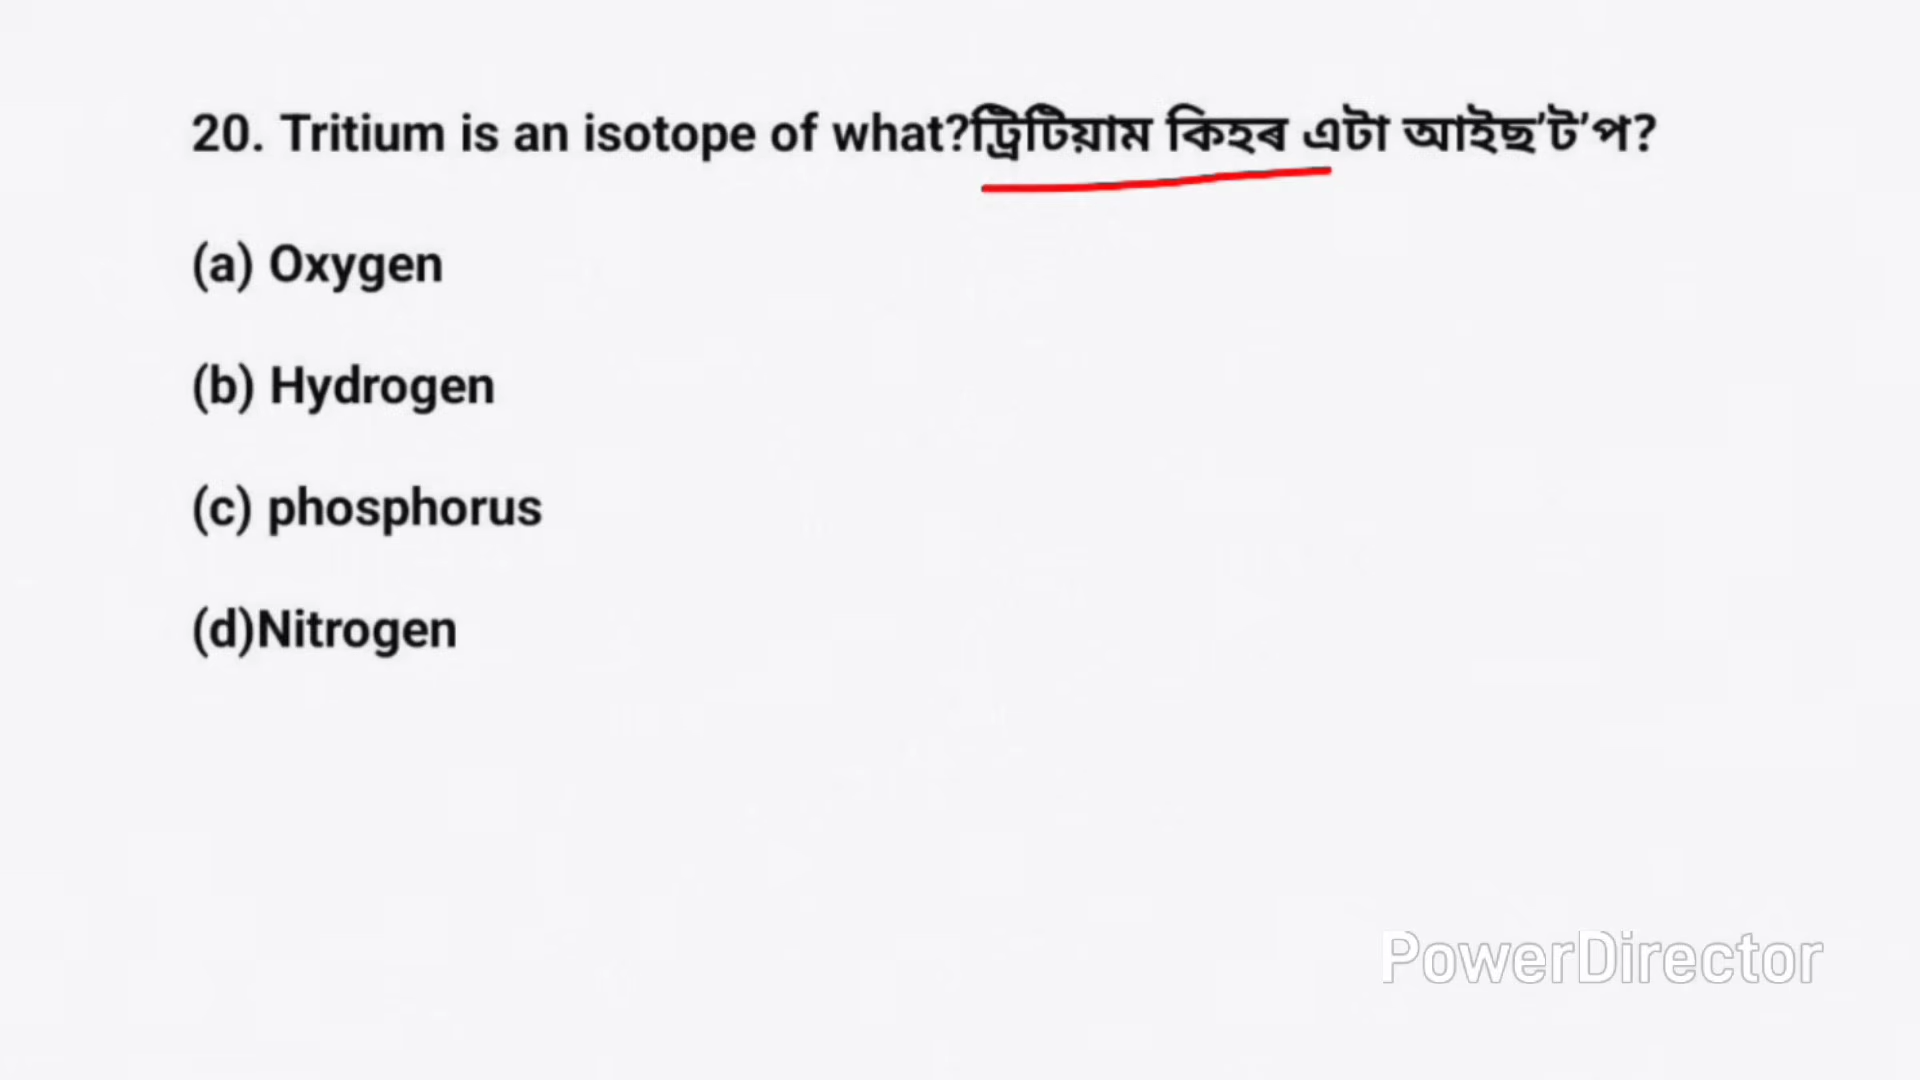 20. Tritium is an isotope of what?ট্ৰিটিয়াম কিহৰ এটা আইছ'ট'প?
(a) Oxygen
(b) Hydrogen
(c) phosphorus
(d)Nitrogen
PowerDirector